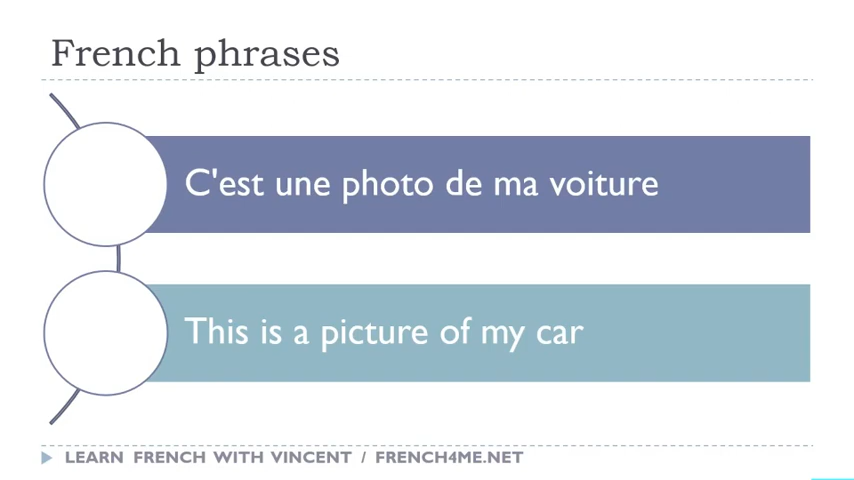 French phrases
C'est une photo de ma voiture
This is a picture of my car
LEARN FRENCH WITH VINCENT / FRENCH4ME.NET